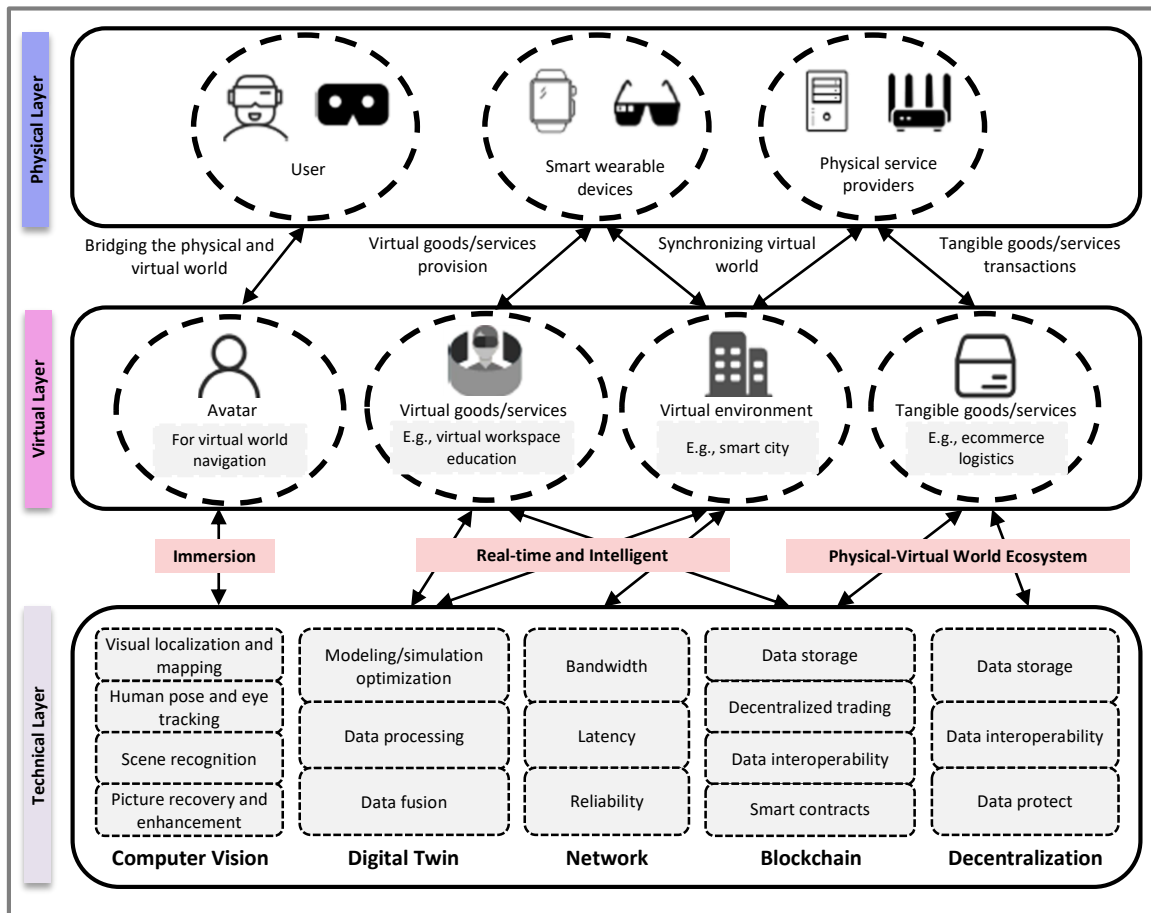 Physical Layer
User
Smart wearable
devices
Physical service
providers
Bridging the physical and
virtual world
Virtual goods/services
provision
Synchronizing virtual
world
Tangible goods/services
transactions
Virtual Layer
Avatar
For virtual world
navigation
Virtual goods/services
E.g., virtual workspace
education
Virtual environment
E.g., smart city
Tangible goods/services
E.g., ecommerce
logistics
Immersion
Real-time and Intelligent
Physical-Virtual World Ecosystem
Technical Layer
Visual localization and
mapping
Human pose and eye
tracking
Scene recognition
Picture recovery and
enhancement
Computer Vision
Modeling/simulation
optimization
Data processing
Data fusion
Digital Twin
Bandwidth
Latency
Reliability
Network
Data storage
Decentralized trading
Data interoperability
Smart contracts
Blockchain
Data storage
Data interoperability
Data protect
Decentralization